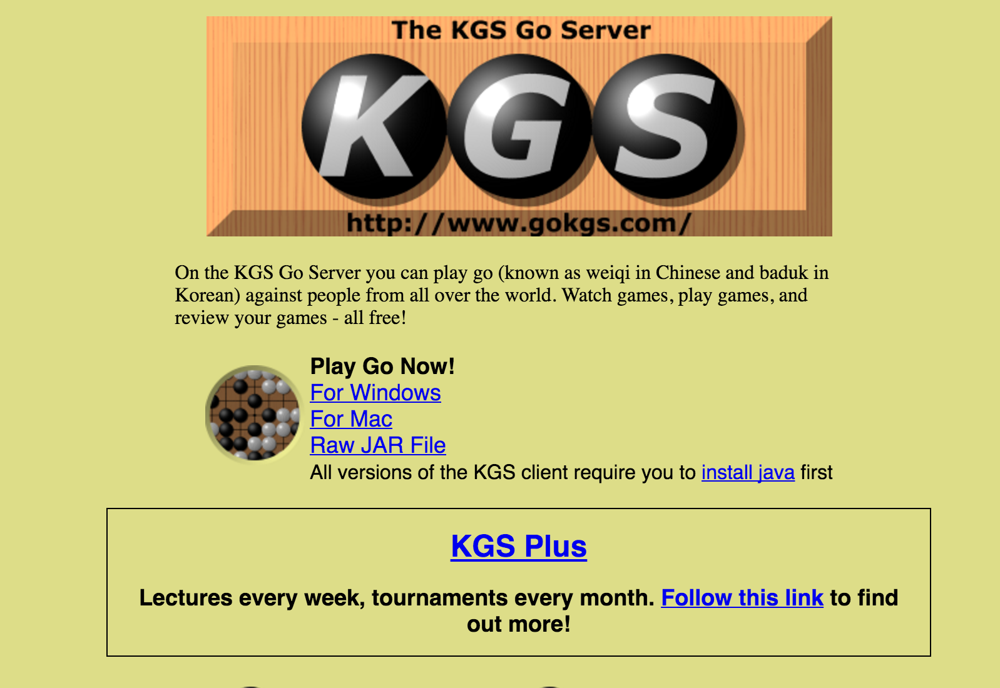 The KGS Go Server
KGS
http://www.gokgs.com/
On the KGS Go Server you can play go (known as weiqi in Chinese and baduk in
Korean) against people from all over the world. Watch games, play games, and
review your games - all free!
Play Go Now!
For Windows
For Mac
Raw JAR File
All versions of the KGS client require you to install java first
KGS Plus
Lectures every week, tournaments every month. Follow this link to find
out more!